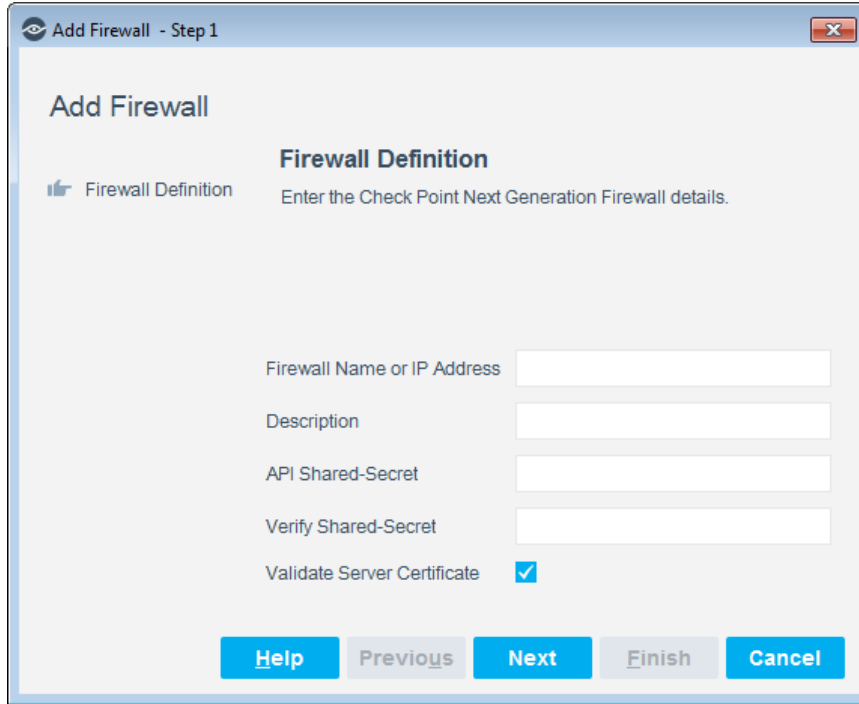 Add Firewall - Step 1
Add Firewall
Firewall Definition
Firewall Definition
Enter the Check Point Next Generation Firewall details.
Firewall Name or IP Address
Description
API Shared-Secret
Verify Shared-Secret
Validate Server Certificate
Help Previous Next Finish Cancel